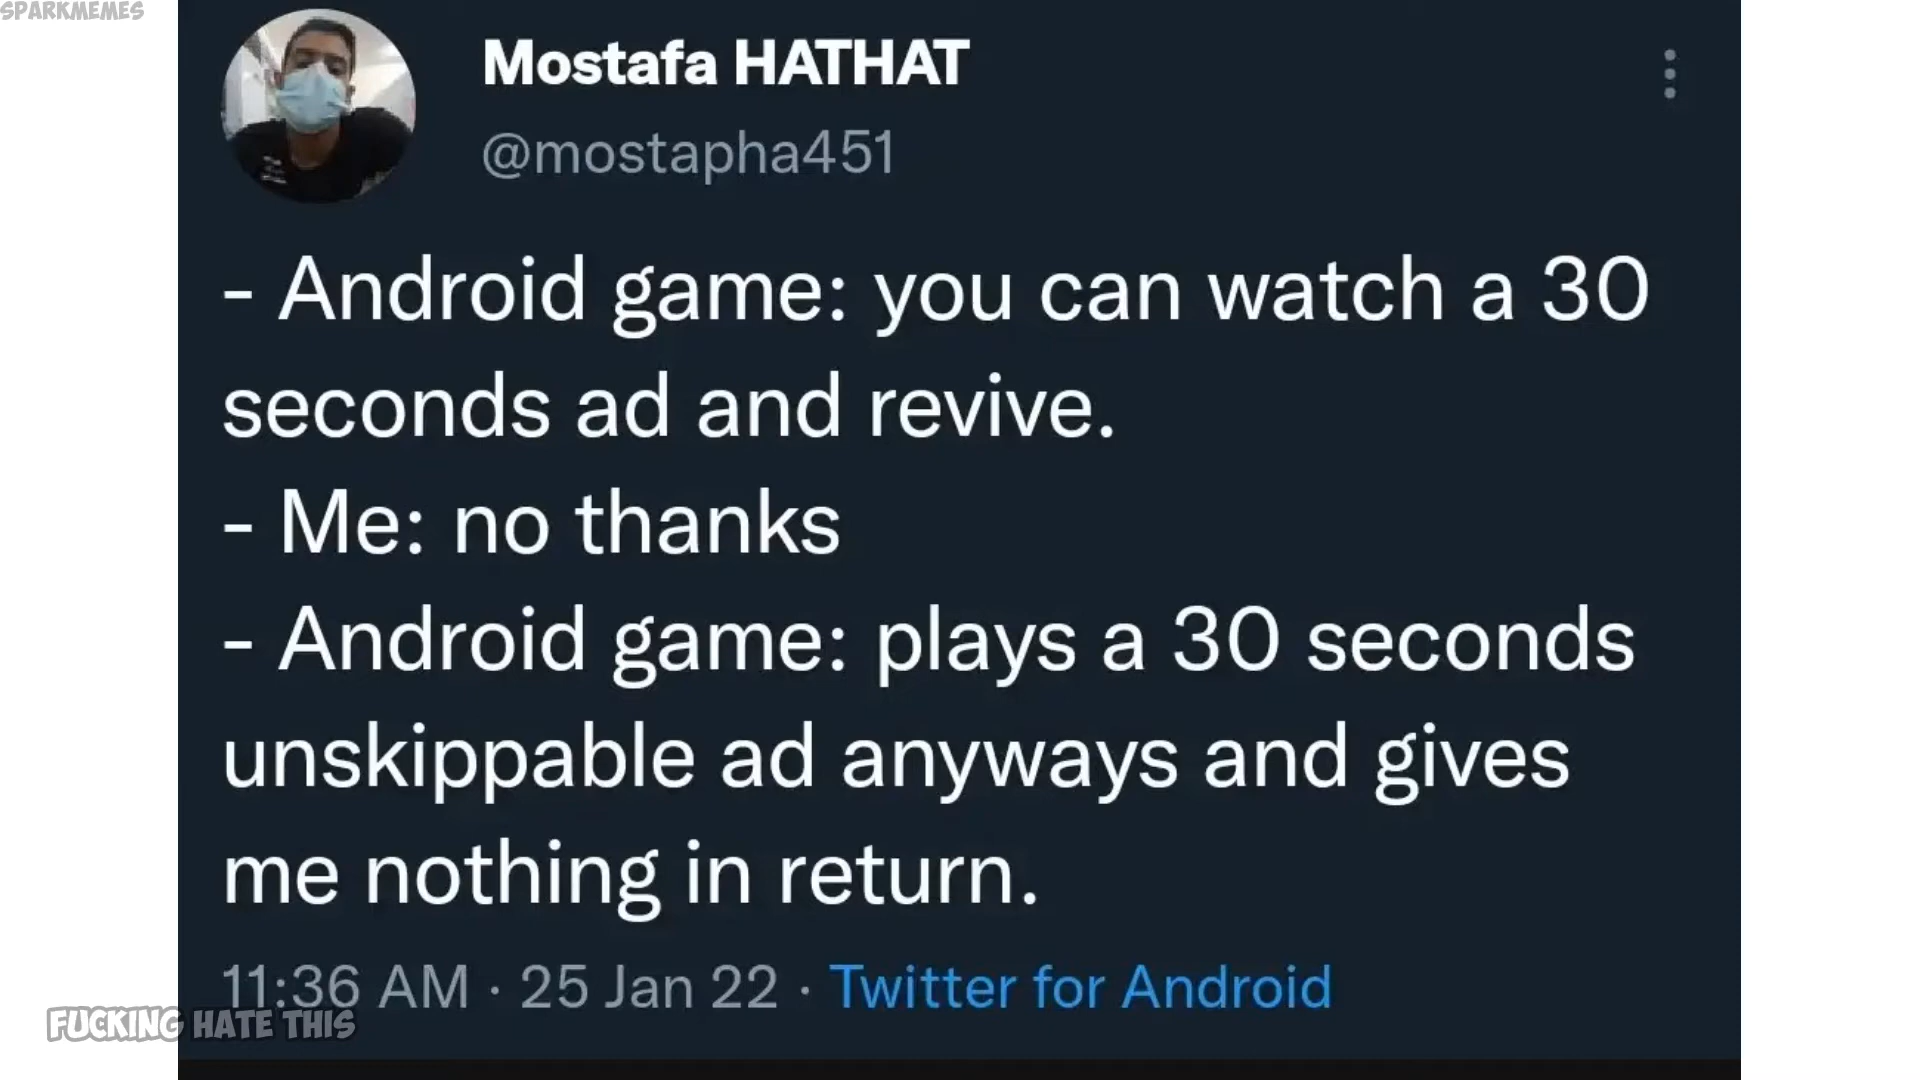 SPARKMEMES
Mostafa HATHAT
@mostapha451
- Android game: you can watch a 30
seconds ad and revive.
- Me: no thanks
- Android game: plays a 30 seconds
unskippable ad anyways and gives
me nothing in return.
11:36 AM · 25 Jan 22 · Twitter for Android
FUCKING HATE THIS